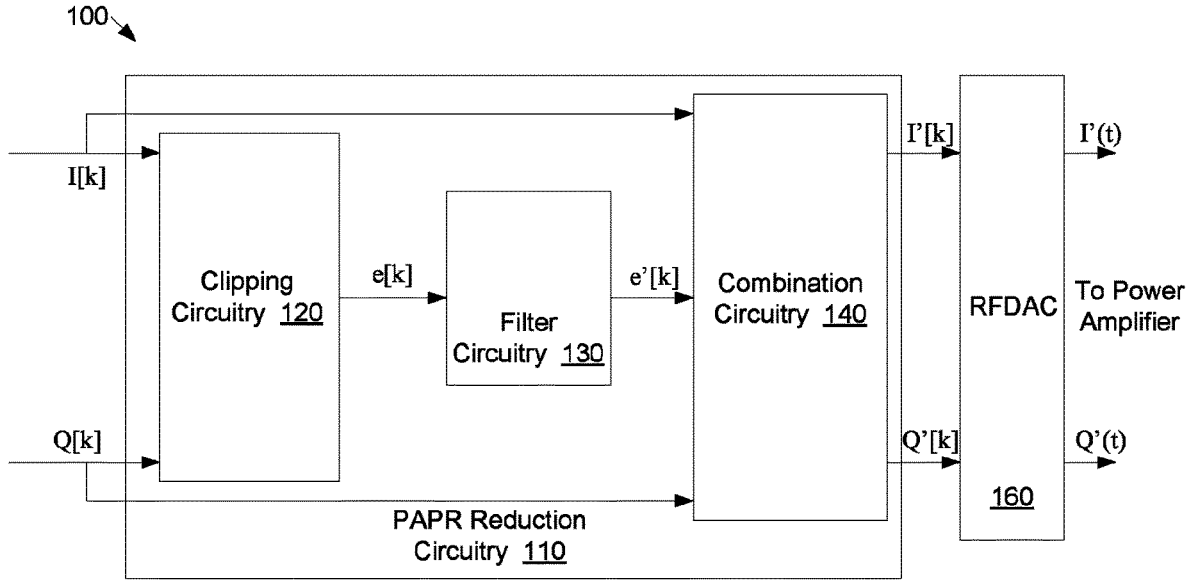 100
I[k]
Clipping
Circuitry 120
e[k]
Filter
Circuitry 130
e’[k]
Combination
Circuitry 140
I’[k]
I’(t)
RFDAC
To Power
Amplifier
Q[k]
Q’[k]
Q’(t)
160
PAPR Reduction
Circuitry 110